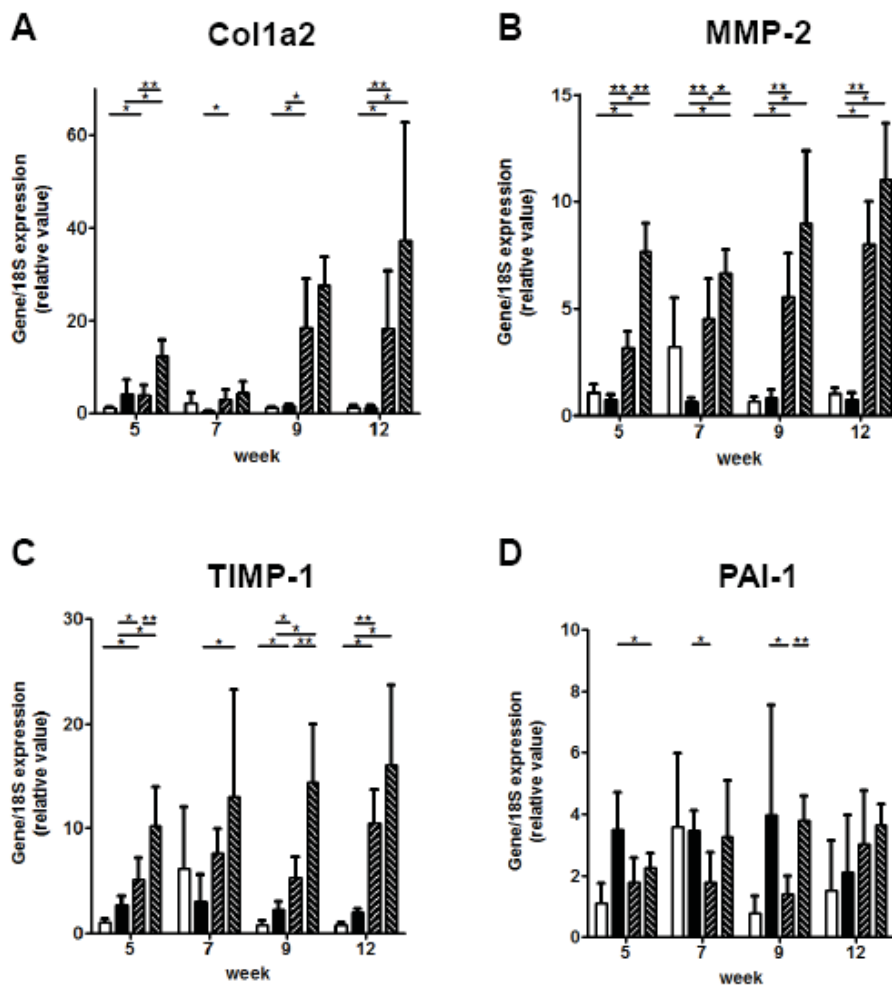 A
Col1a2
** 
*
*
*
*
*
**
*
*
Gene/18S expression
(relative value)
60
40
20
0
5 7 9 12
week
B
MMP-2
** **
*
*
** *
*
*
**
*
*
**
*
*
Gene/18S expression
(relative value)
15
10
5
0
5 7 9 12
week
C
TIMP-1
* **
*
*
*
*
*
* **
**
*
*
Gene/18S expression
(relative value)
30
20
10
0
5 7 9 12
week
D
PAI-1
* * * **
Gene/18S expression
(relative value)
10
8
6
4
2
0
5 7 9 12
week